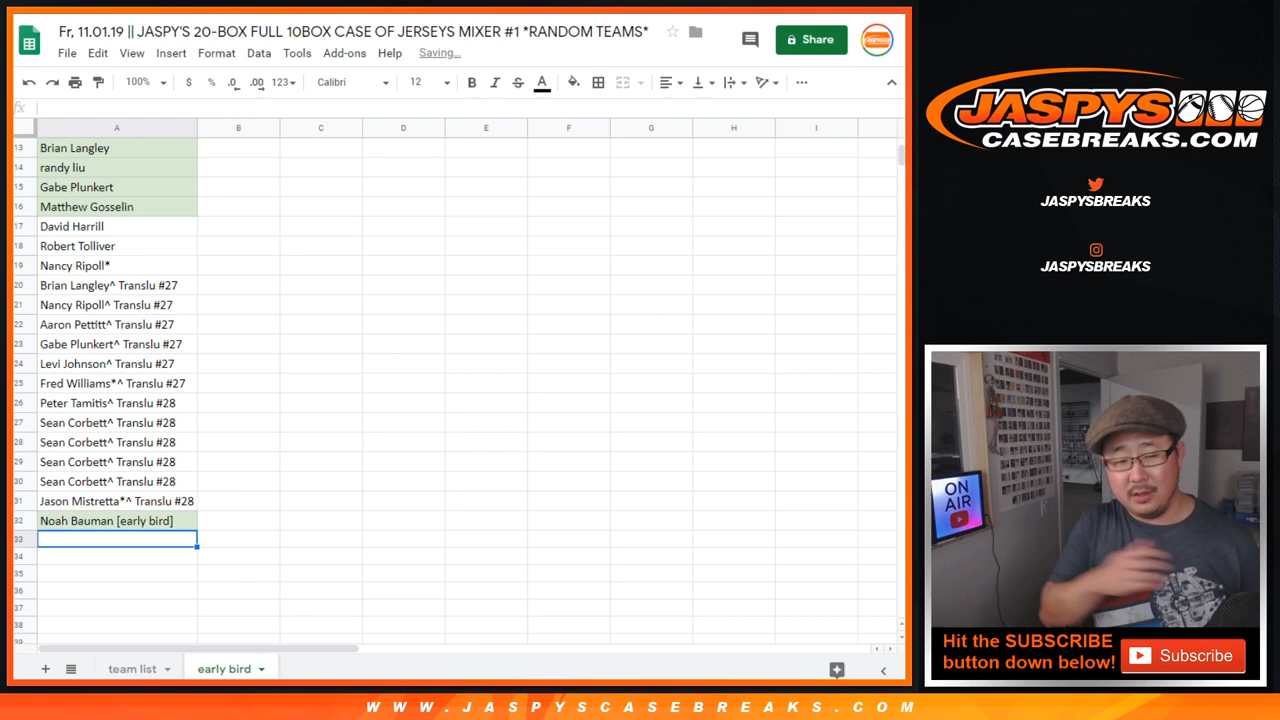 Fr, 11.01.19 || JASPY'S 20-BOX FULL 10BOX CASE OF JERSEYS MIXER #1 *RANDOM TEAMS*
File Edit View Insert Format Data Tools Add-ons Help Saving...
Share
100% $ % .0 .00 123 Calibri 12 B I S A
fx
A B C D E F G H I
13 Brian Langley
14 randy liu
15 Gabe Plunkert
16 Matthew Gosselin
17 David Harrill
18 Robert Tolliver
19 Nancy Ripoll*
20 Brian Langley^ Translu #27
21 Nancy Ripoll^ Translu #27
22 Aaron Pettitt^ Translu #27
23 Gabe Plunkert^ Translu #27
24 Levi Johnson^ Translu #27
25 Fred Williams*^ Translu #27
26 Peter Tamitis^ Translu #28
27 Sean Corbett^ Translu #28
28 Sean Corbett^ Translu #28
29 Sean Corbett^ Translu #28
30 Sean Corbett^ Translu #28
31 Jason Mistretta*^ Translu #28
32 Noah Bauman [early bird]
33
34
35
36
37
38
39
team list early bird
JASPYS
CASEBREAKS.COM
JASPYSBREAKS
JASPYSBREAKS
ON
AIR
Hit the SUBSCRIBE
button down below!
Subscribe
WWW.JASPYSCASEBREAKS.COM